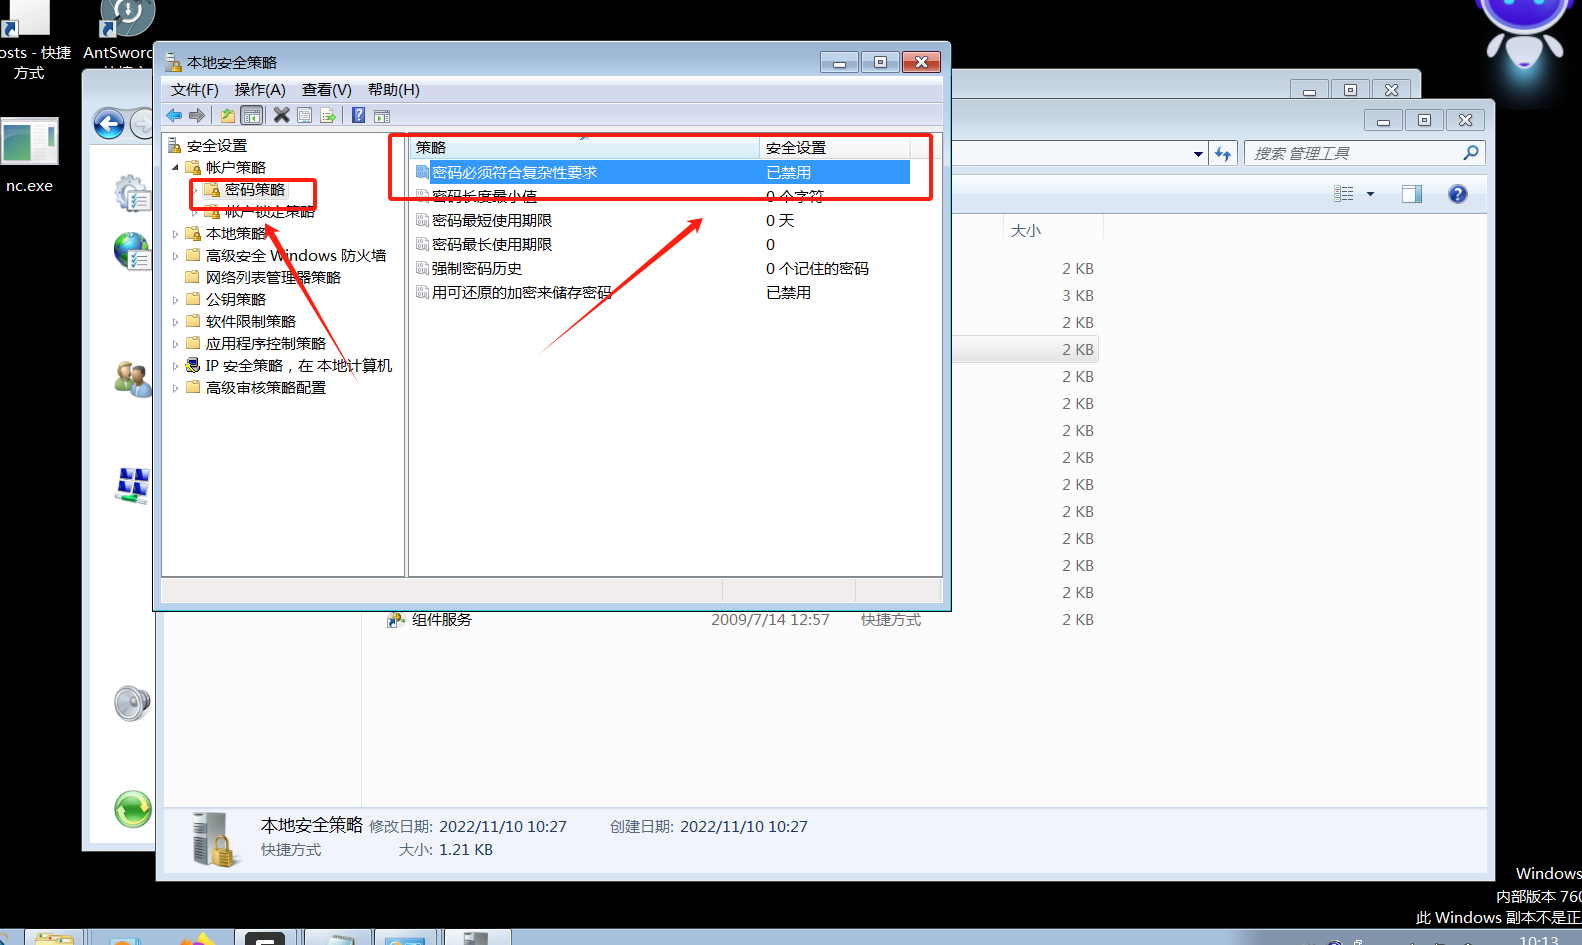 osts - 快捷
方式
AntSword
nc.exe
本地安全策略
文件(F) 操作(A) 查看(V) 帮助(H)
安全设置
帐户策略
密码策略
帐户锁定策略
本地策略
高级安全 Windows 防火墙
网络列表管理器策略
公钥策略
软件限制策略
应用程序控制策略
IP 安全策略，在 本地计算机
高级审核策略配置
策略 安全设置
密码必须符合复杂性要求 已禁用
密码长度最小值 0 个字符
密码最短使用期限 0 天
密码最长使用期限 0
强制密码历史 0 个记住的密码
用可还原的加密来储存密码 已禁用
搜索 管理工具
大小
2 KB
3 KB
2 KB
2 KB
2 KB
2 KB
2 KB
2 KB
2 KB
2 KB
2 KB
2 KB
2 KB
组件服务 2009/7/14 12:57 快捷方式 2 KB
本地安全策略 修改日期: 2022/11/10 10:27 创建日期: 2022/11/10 10:27
快捷方式 大小: 1.21 KB
Windows
内部版本 760
此 Windows 副本不是正
10:13